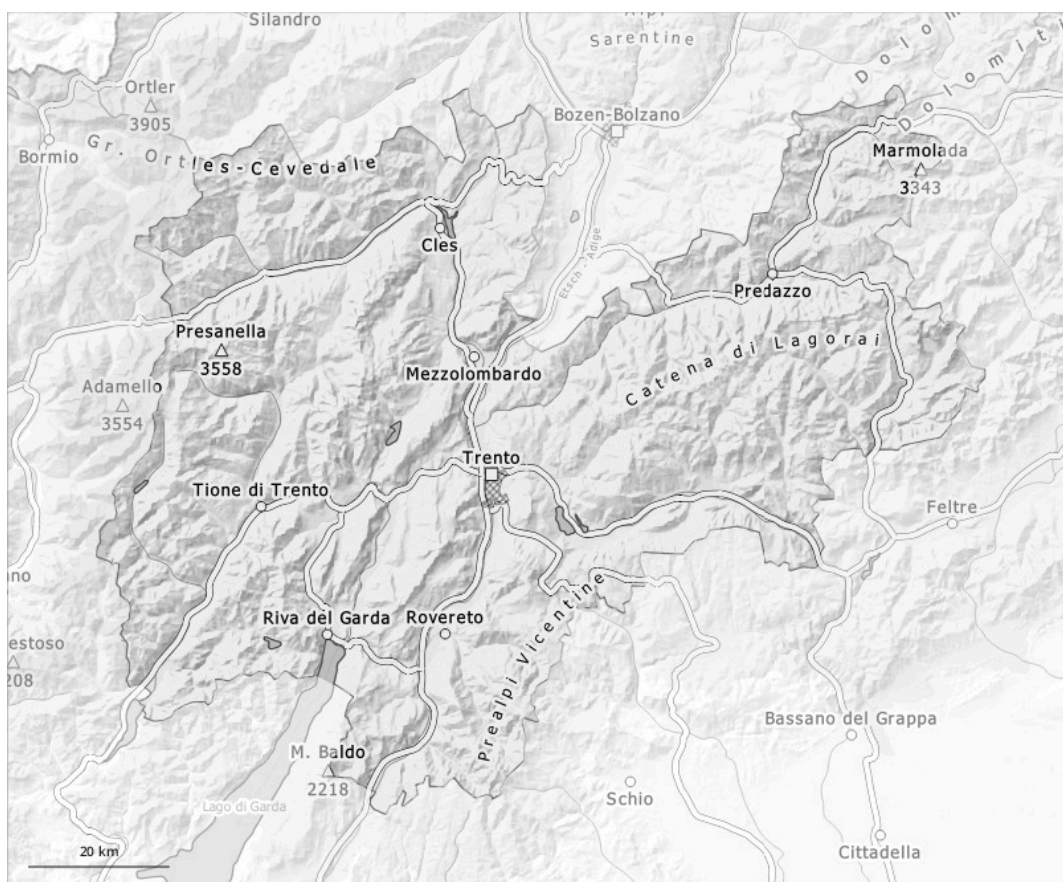 Silandro
Alpi
Sarentine
Dolomiti
Ortler
3905
Bozen-Bolzano
Bormio
Gr. Ortles-Cevedale
Marmolada
3343
Cles
Etsch - Adige
Predazzo
Presanella
3558
Catena di Lagorai
Mezzolombardo
Adamello
3554
Trento
Tione di Trento
Feltre
Riva del Garda
Rovereto
Prealpi Vicentine
Bassano del Grappa
M. Baldo
2218
Schio
Lago di Garda
20 km
Cittadella